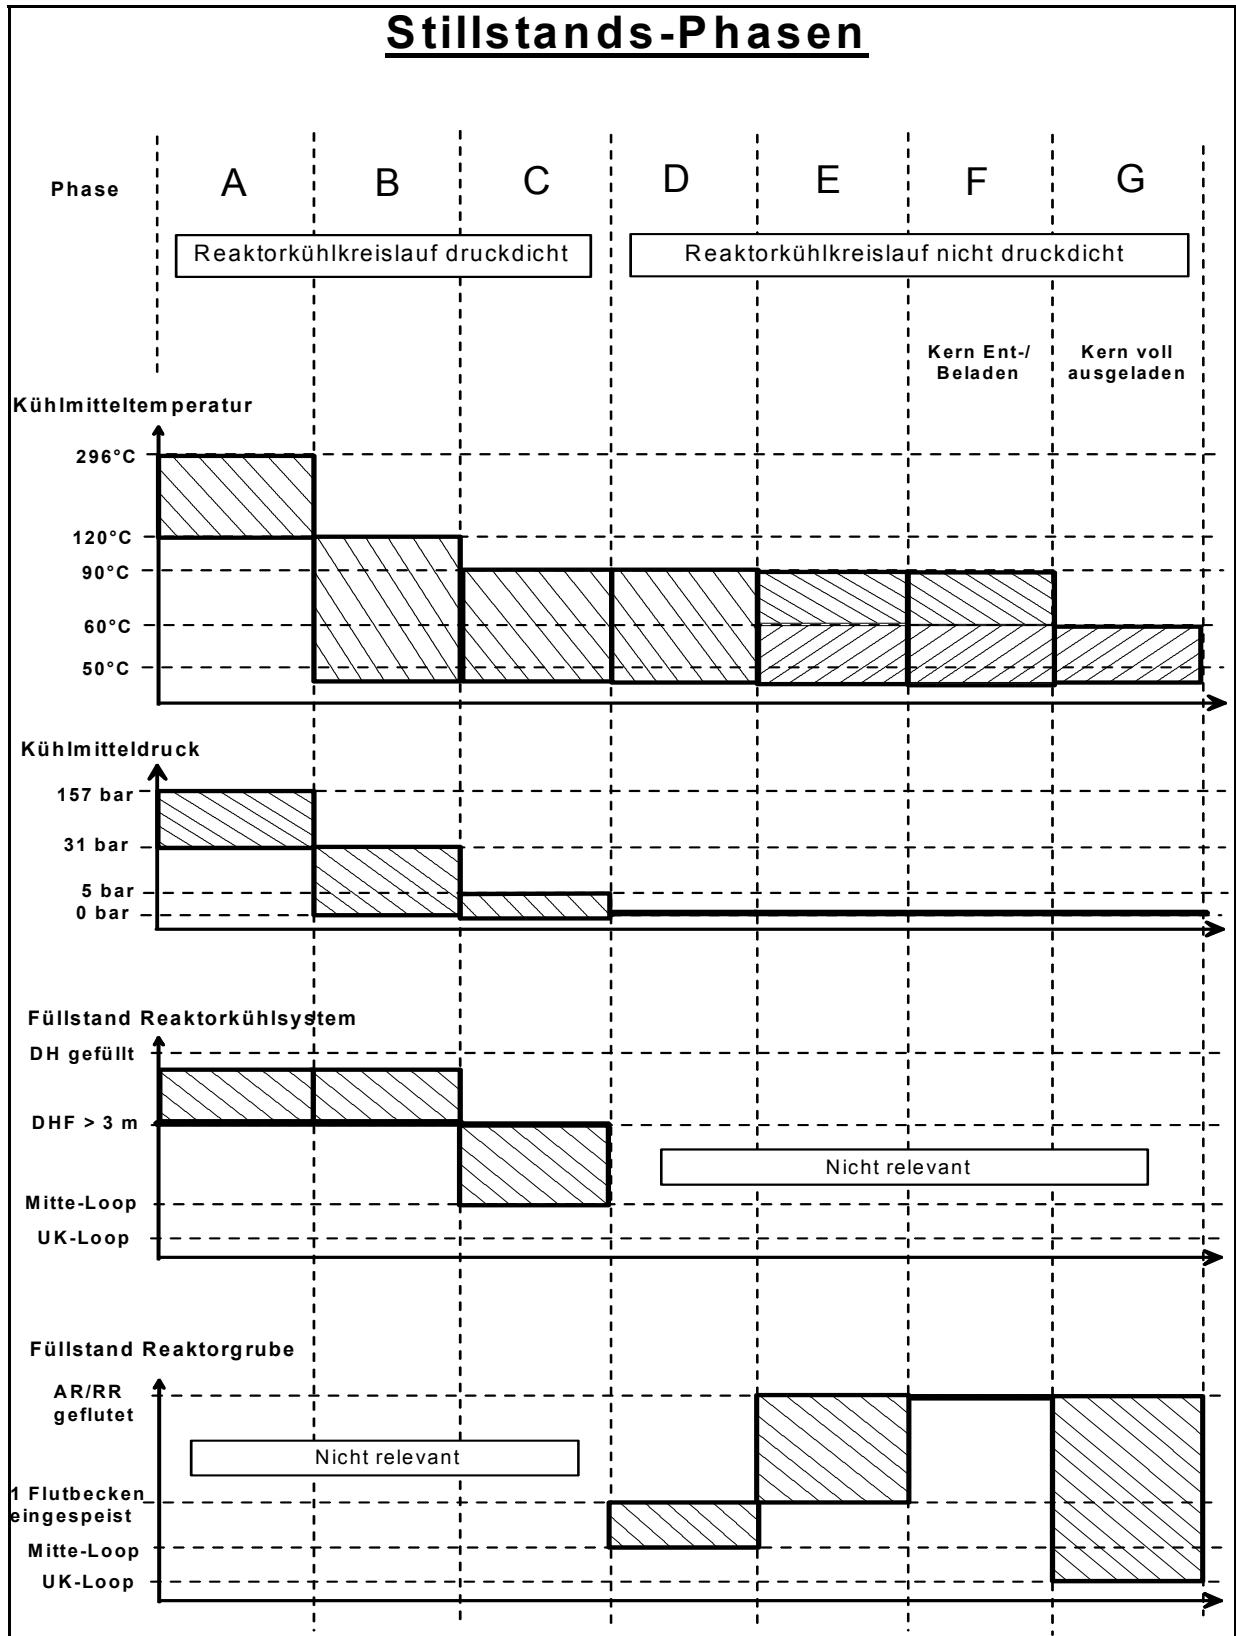 Stillstands-Phasen
Phase
A
B
C
D
E
F
G
Reaktorkühlkreislauf druckdicht
Reaktorkühlkreislauf nicht druckdicht
Kern Ent-/
Beladen
Kern voll
ausgeladen
Kühlmitteltemperatur
296°C
120°C
90°C
60°C
50°C
Kühlmitteldruck
157 bar
31 bar
5 bar
0 bar
Füllstand Reaktorkühlsystem
DH gefüllt
DHF > 3 m
Nicht relevant
Mitte-Loop
UK-Loop
Füllstand Reaktorgrube
AR/RR
geflutet
Nicht relevant
1 Flutbecken
eingespeist
Mitte-Loop
UK-Loop